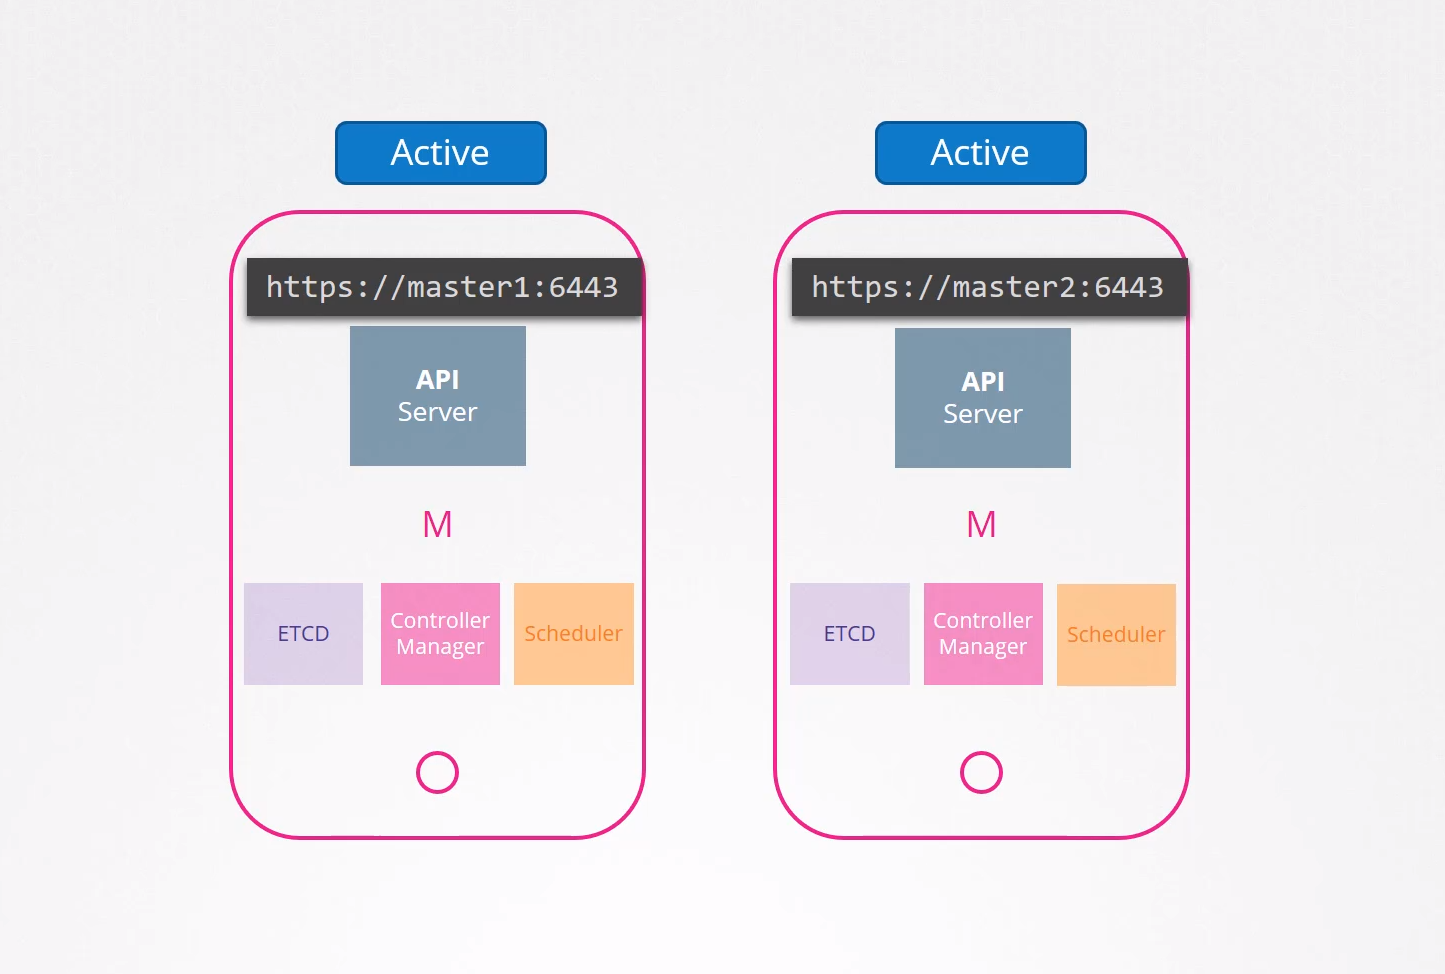 Active
Active
https://master1:6443
https://master2:6443
API
Server
API
Server
M
M
ETCD
Controller
Manager
Scheduler
ETCD
Controller
Manager
Scheduler